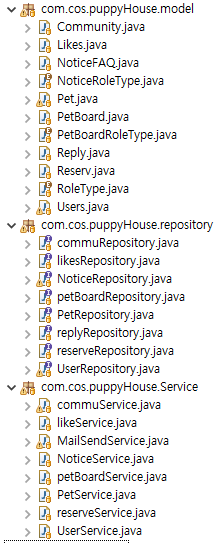 com.cos.puppyHouse.model
Community.java
Likes.java
NoticeFAQ.java
NoticeRoleType.java
Pet.java
PetBoard.java
PetBoardRoleType.java
Reply.java
Reserv.java
RoleType.java
Users.java
com.cos.puppyHouse.repository
commuRepository.java
likesRepository.java
NoticeRepository.java
petBoardRepository.java
PetRepository.java
replyRepository.java
reserveRepository.java
UserRepository.java
com.cos.puppyHouse.Service
commuService.java
likeService.java
MailSendService.java
NoticeService.java
petBoardService.java
PetService.java
reserveService.java
UserService.java